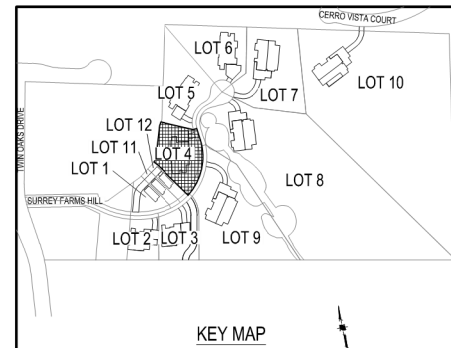 CERRO VISTA COURT
LOT 6
LOT 10
LOT 5
LOT 7
TWIN OAKS DRIVE
LOT 12
LOT 11
LOT 4
LOT 1
LOT 8
SURREY FARMS HILL
LOT 2
LOT 3
LOT 9
KEY MAP